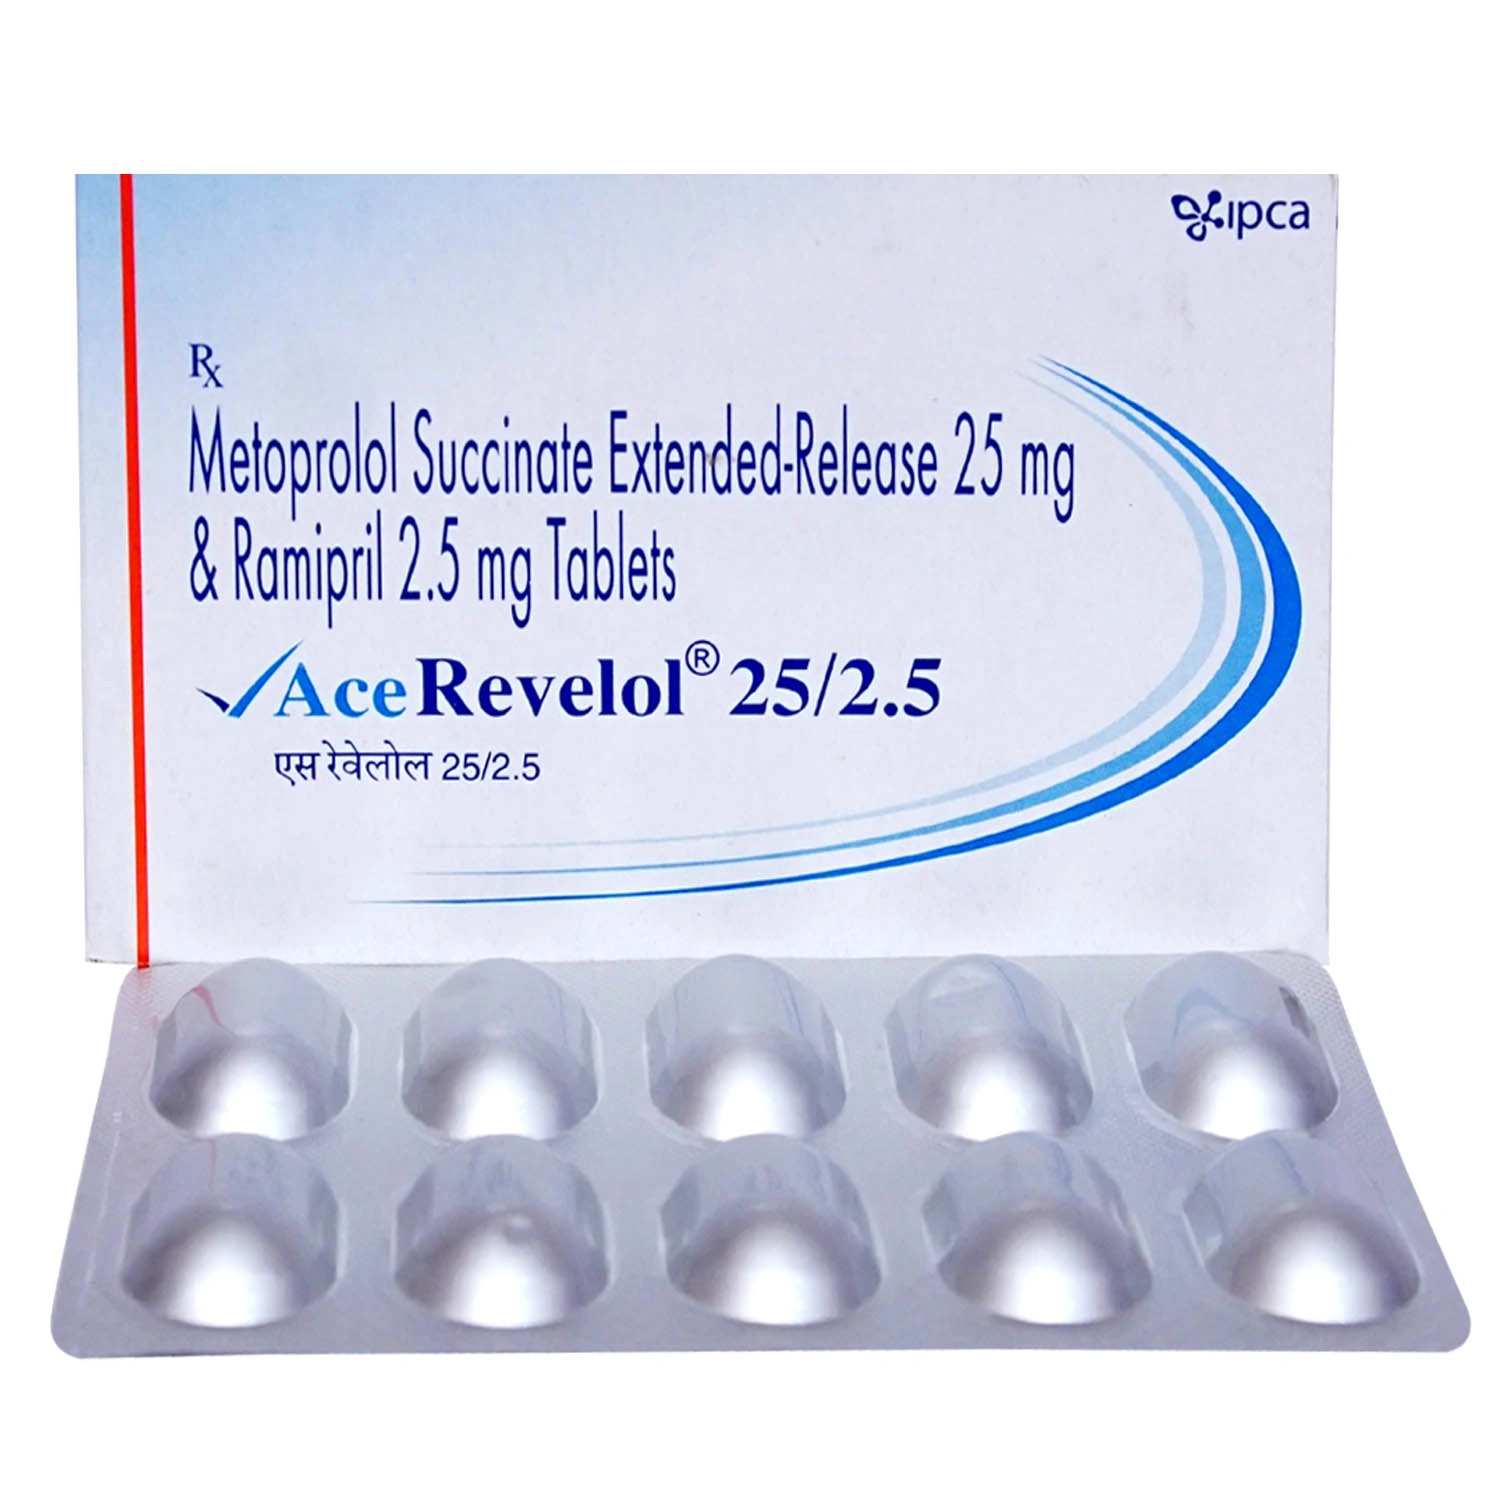 ipca
Rx
Metoprolol Succinate Extended-Release 25 mg
& Ramipril 2.5 mg Tablets
AceRevelol® 25/2.5
एस रेवेलोल 25/2.5